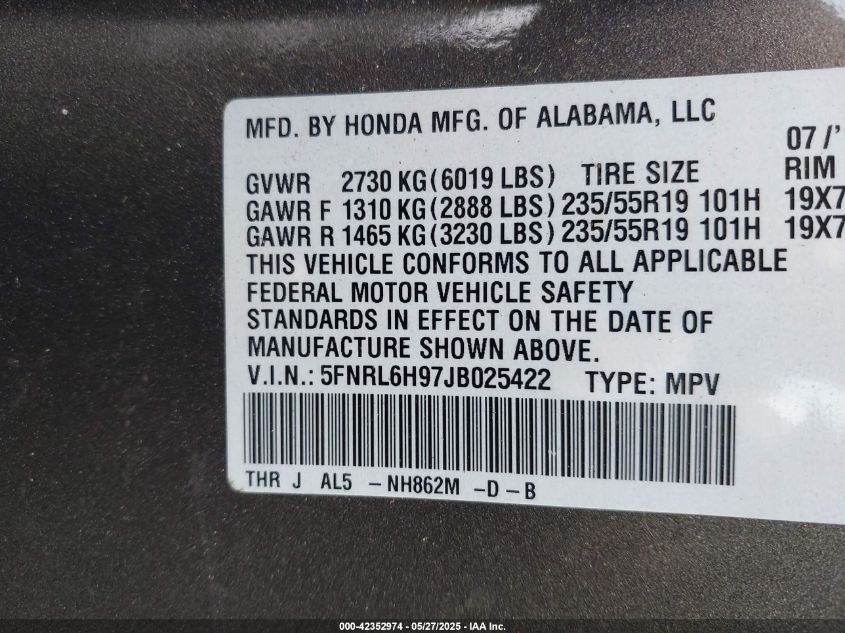 MFD. BY HONDA MFG. OF ALABAMA, LLC
07 /'
GVWR 2730 KG (6019 LBS) TIRE SIZE RIM
GAWR F 1310 KG (2888 LBS) 235/55R19 101H 19X7
GAWR R 1465 KG (3230 LBS) 235/55R19 101H 19X7
THIS VEHICLE CONFORMS TO ALL APPLICABLE
FEDERAL MOTOR VEHICLE SAFETY
STANDARDS IN EFFECT ON THE DATE OF
MANUFACTURE SHOWN ABOVE.
V.I.N.: 5FNRL6H97JB025422 TYPE: MPV
THR J AL5 – NH862M – D – B
000-42352974 - 05/27/2025 - IAA Inc.